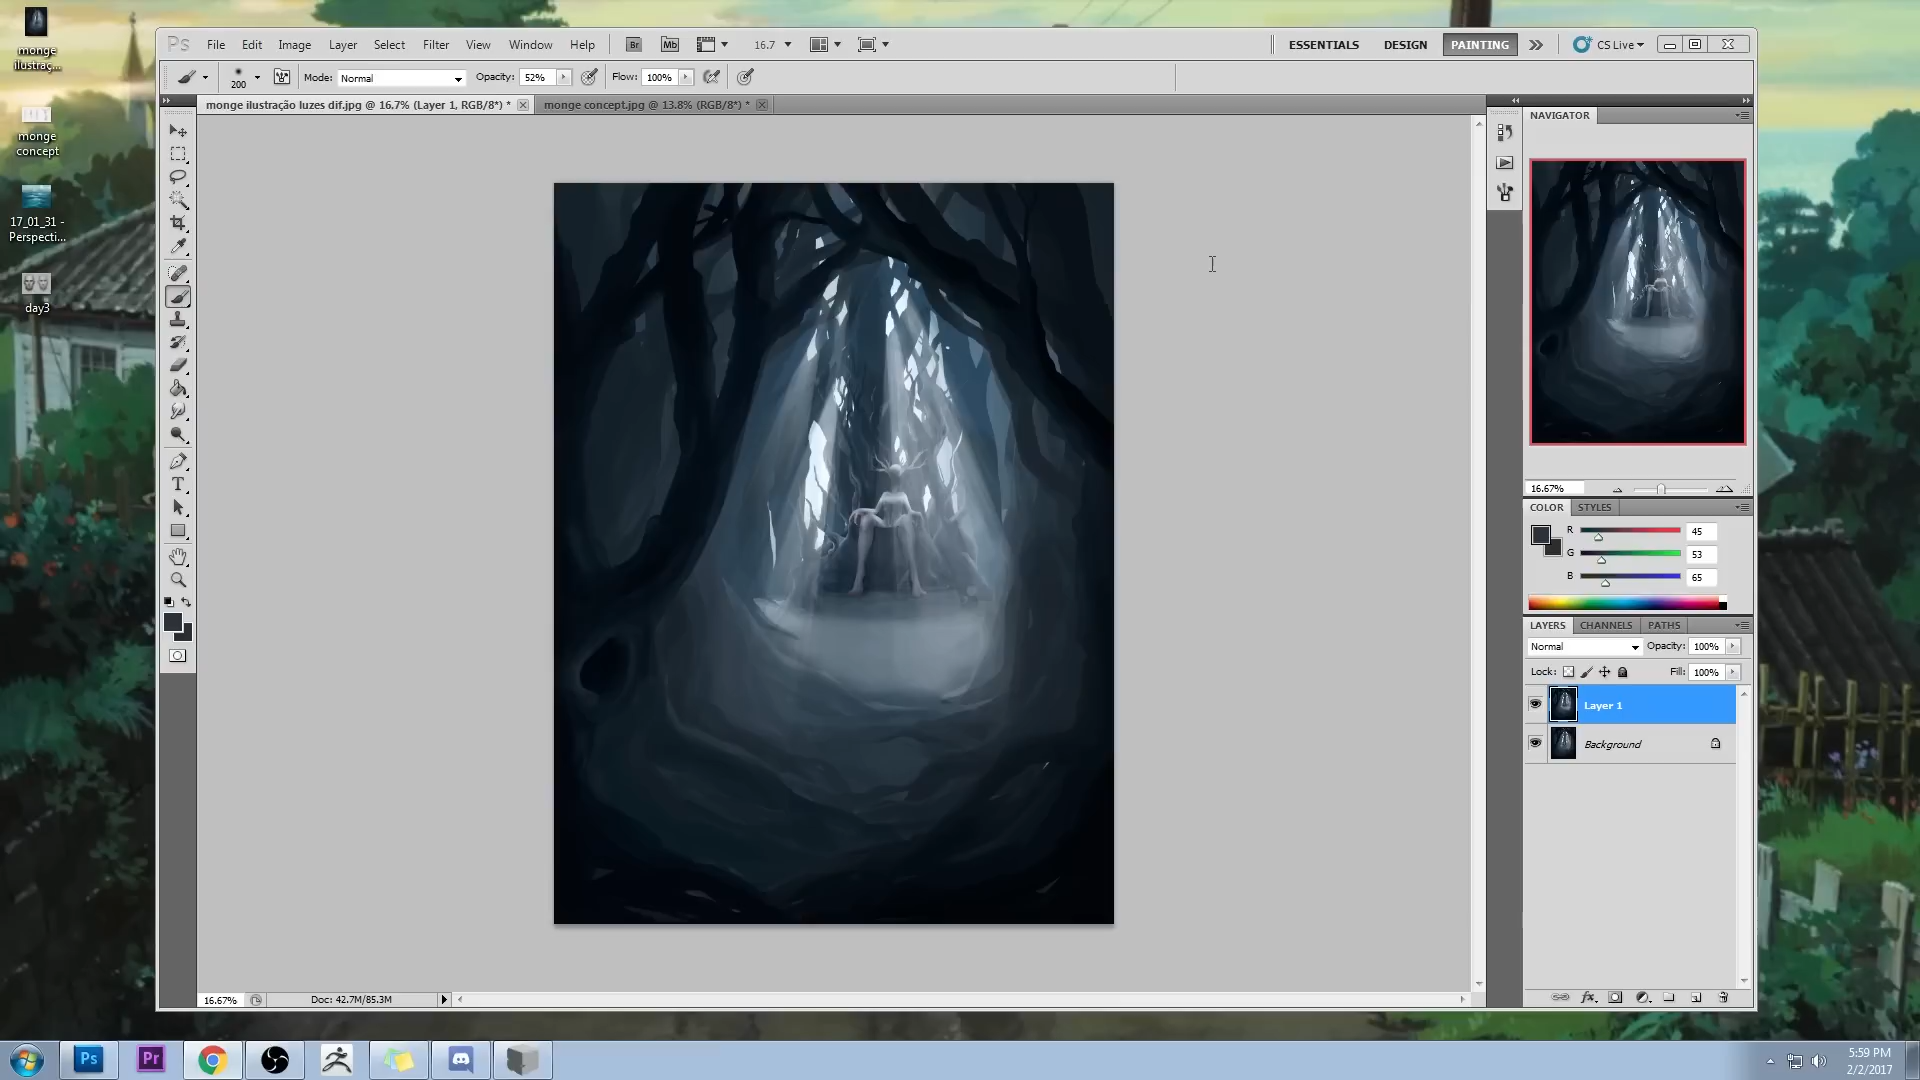 monge
ilustraç...
monge
concept
17_01_31 -
Perspecti...
day3
Ps
File
Edit
Image
Layer
Select
Filter
View
Window
Help
Br
Mb
16.7
ESSENTIALS
DESIGN
PAINTING
CS Live
200
Mode: Normal
Opacity: 52%
Flow: 100%
monge ilustração luzes dif.jpg @ 16.7% (Layer 1, RGB/8*) *
monge concept.jpg @ 13.8% (RGB/8*) *
NAVIGATOR
16.67%
COLOR
STYLES
R 45
G 53
B 65
LAYERS
CHANNELS
PATHS
Normal
Opacity: 100%
Lock:
Fill: 100%
Layer 1
Background
fx
T
16.67%
Doc: 42.7M/85.3M
Ps
Pr
5:59 PM
2/2/2017